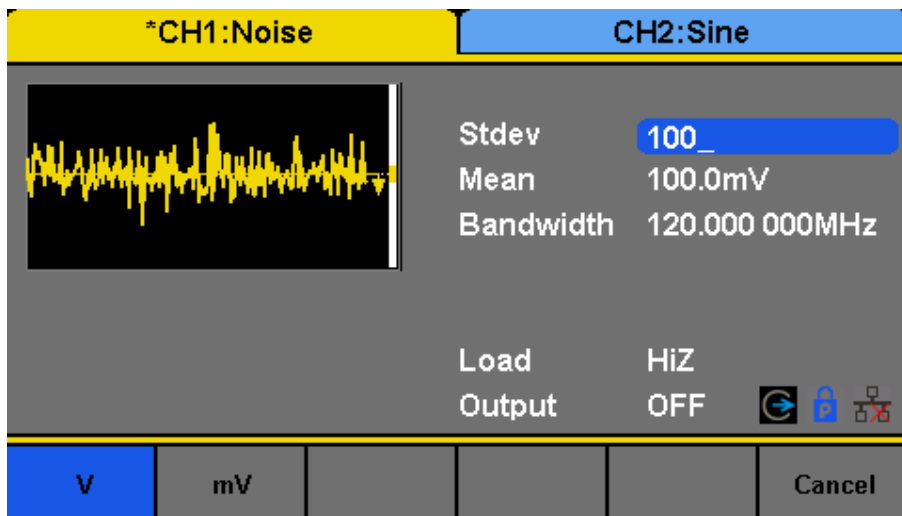 *CH1:Noise
CH2:Sine
Stdev 100_
Mean 100.0mV
Bandwidth 120.000 000MHz
Load HiZ
Output OFF
P
V mV Cancel